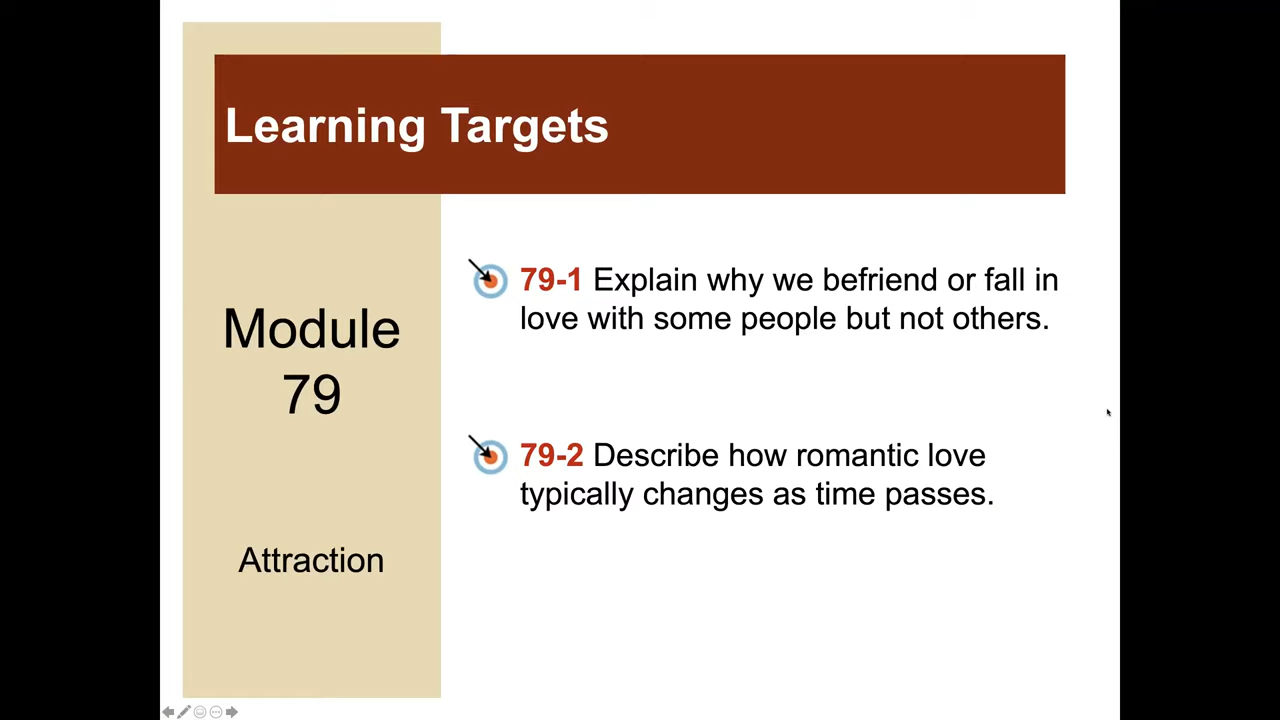 Learning Targets
Module
79
Attraction
79-1 Explain why we befriend or fall in
love with some people but not others.
79-2 Describe how romantic love
typically changes as time passes.